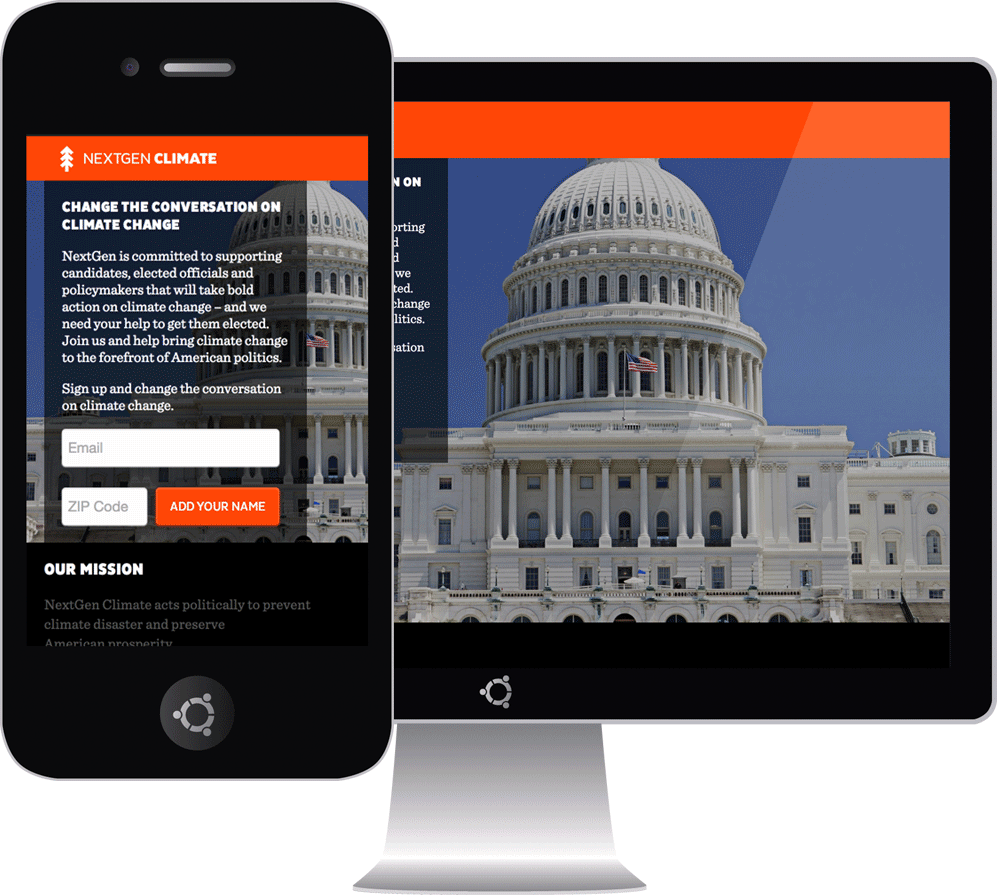 NEXTGEN CLIMATE
CHANGE THE CONVERSATION ON
CLIMATE CHANGE
NextGen is committed to supporting
candidates, elected officials and
policymakers that will take bold
action on climate change – and we
need your help to get them elected.
Join us and help bring climate change
to the forefront of American politics.
Sign up and change the conversation
on climate change.
Email
ZIP Code
ADD YOUR NAME
OUR MISSION
NextGen Climate acts politically to prevent
climate disaster and preserve
American prosperity
N ON
orting
d
d
we
ted.
change
litics.
sation